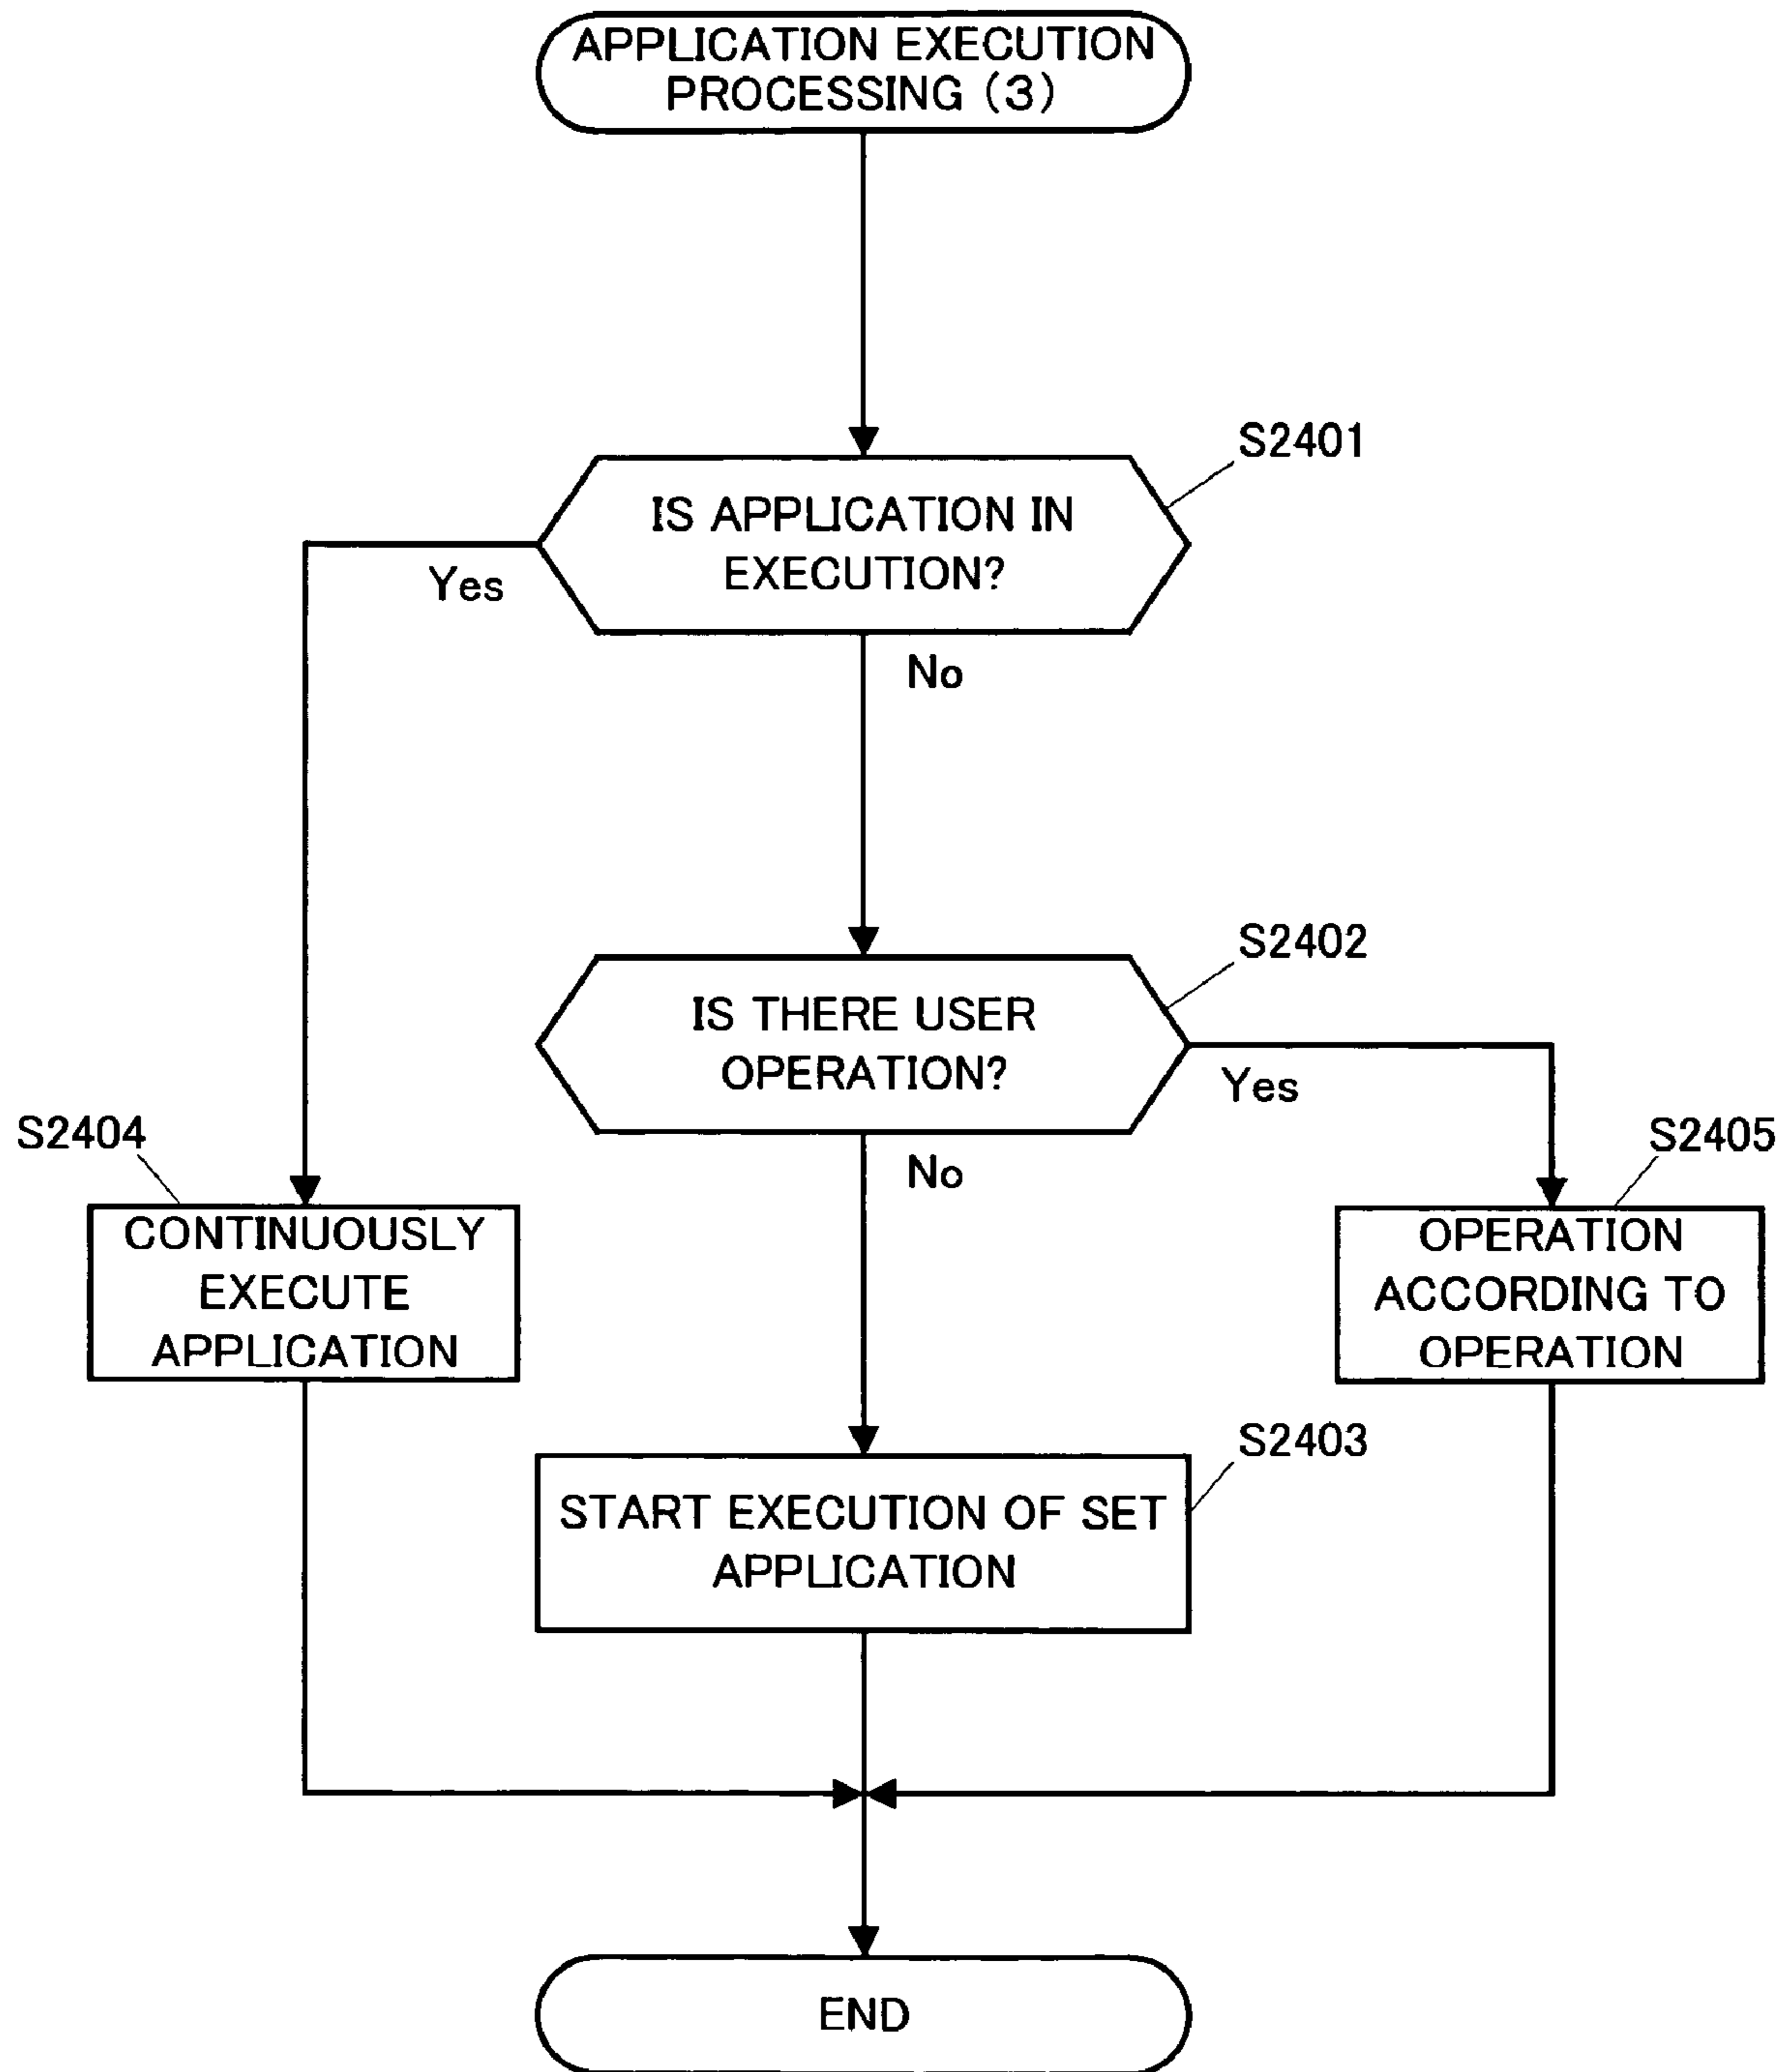 APPLICATION EXECUTION
PROCESSING (3)
S2401
IS APPLICATION IN
EXECUTION?
Yes
No
S2402
IS THERE USER
OPERATION?
Yes
No
S2404
CONTINUOUSLY
EXECUTE
APPLICATION
S2405
OPERATION
ACCORDING TO
OPERATION
S2403
START EXECUTION OF SET
APPLICATION
END